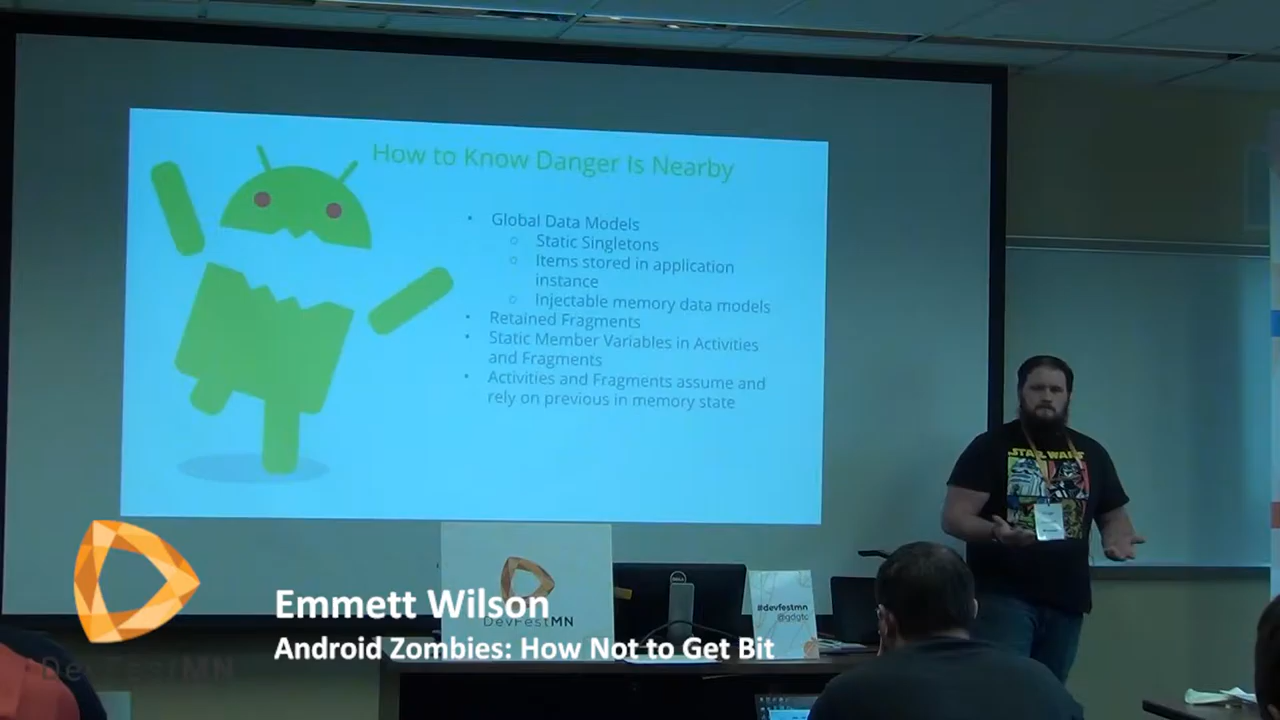 How to Know Danger Is Nearby
• Global Data Models
○ Static Singletons
○ Items stored in application
instance
○ Injectable memory data models
• Retained Fragments
• Static Member Variables in Activities
and Fragments
• Activities and Fragments assume and
rely on previous in memory state
STAR WARS
DELL
#devfestmn
@gdgtc
DevFestMN
Emmett Wilson
Android Zombies: How Not to Get Bit
DevFestMN